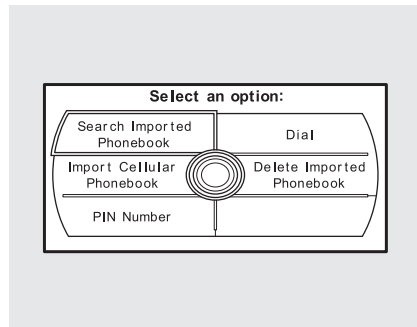 Select an option:
Search Imported
Phonebook
Dial
Import Cellular
Phonebook
Delete Imported
Phonebook
PIN Number